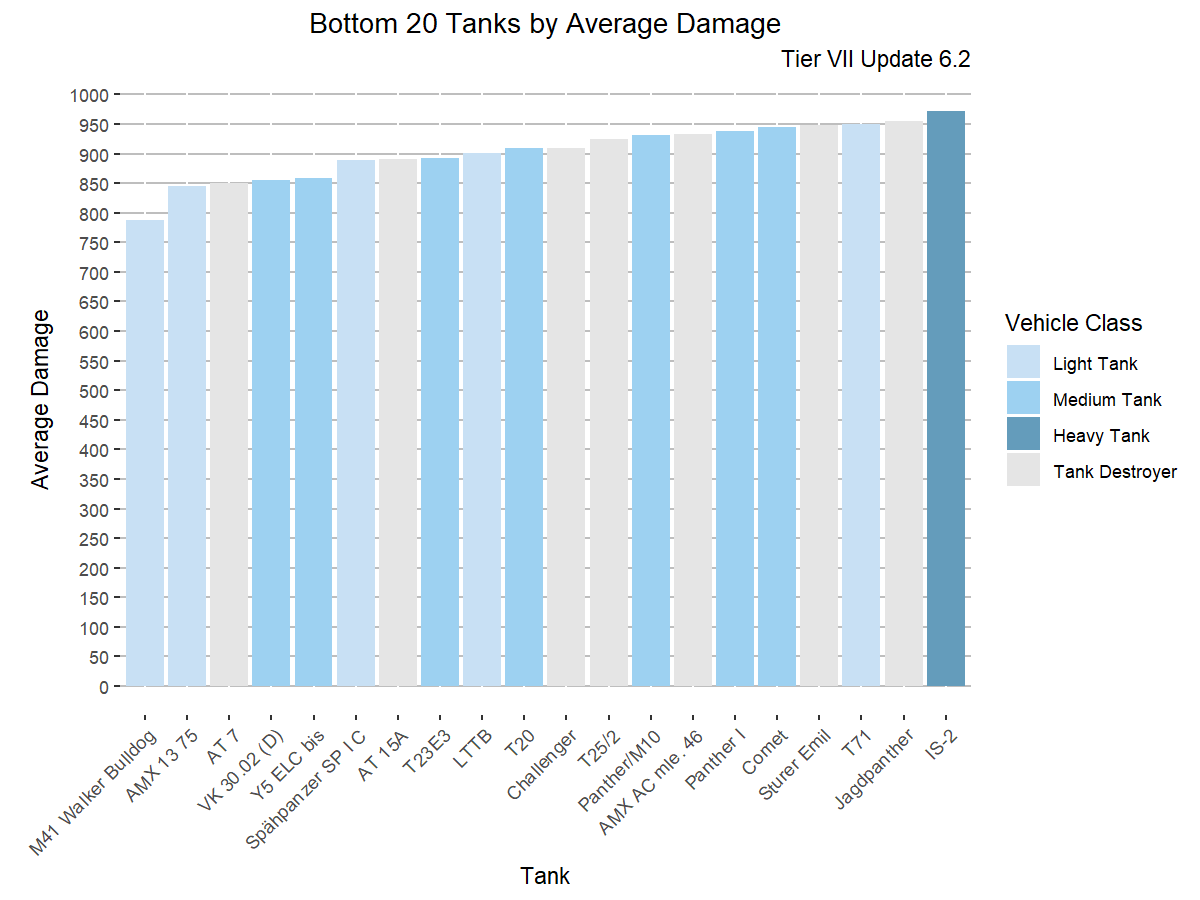 Bottom 20 Tanks by Average Damage
Tier VII Update 6.2
Average Damage
1000
950
900
850
800
750
700
650
600
550
500
450
400
350
300
250
200
150
100
50
0
M41 Walker Bulldog
AMX 13 75
AT 7
VK 30.02 (D)
Y5 ELC bis
Spähpanzer SP I C
AT 15A
T23E3
LTTB
T20
Challenger
T25/2
Panther/M10
AMX AC mle. 46
Panther I
Comet
Sturer Emil
T71
Jagdpanther
IS-2
Tank
Vehicle Class
Light Tank
Medium Tank
Heavy Tank
Tank Destroyer